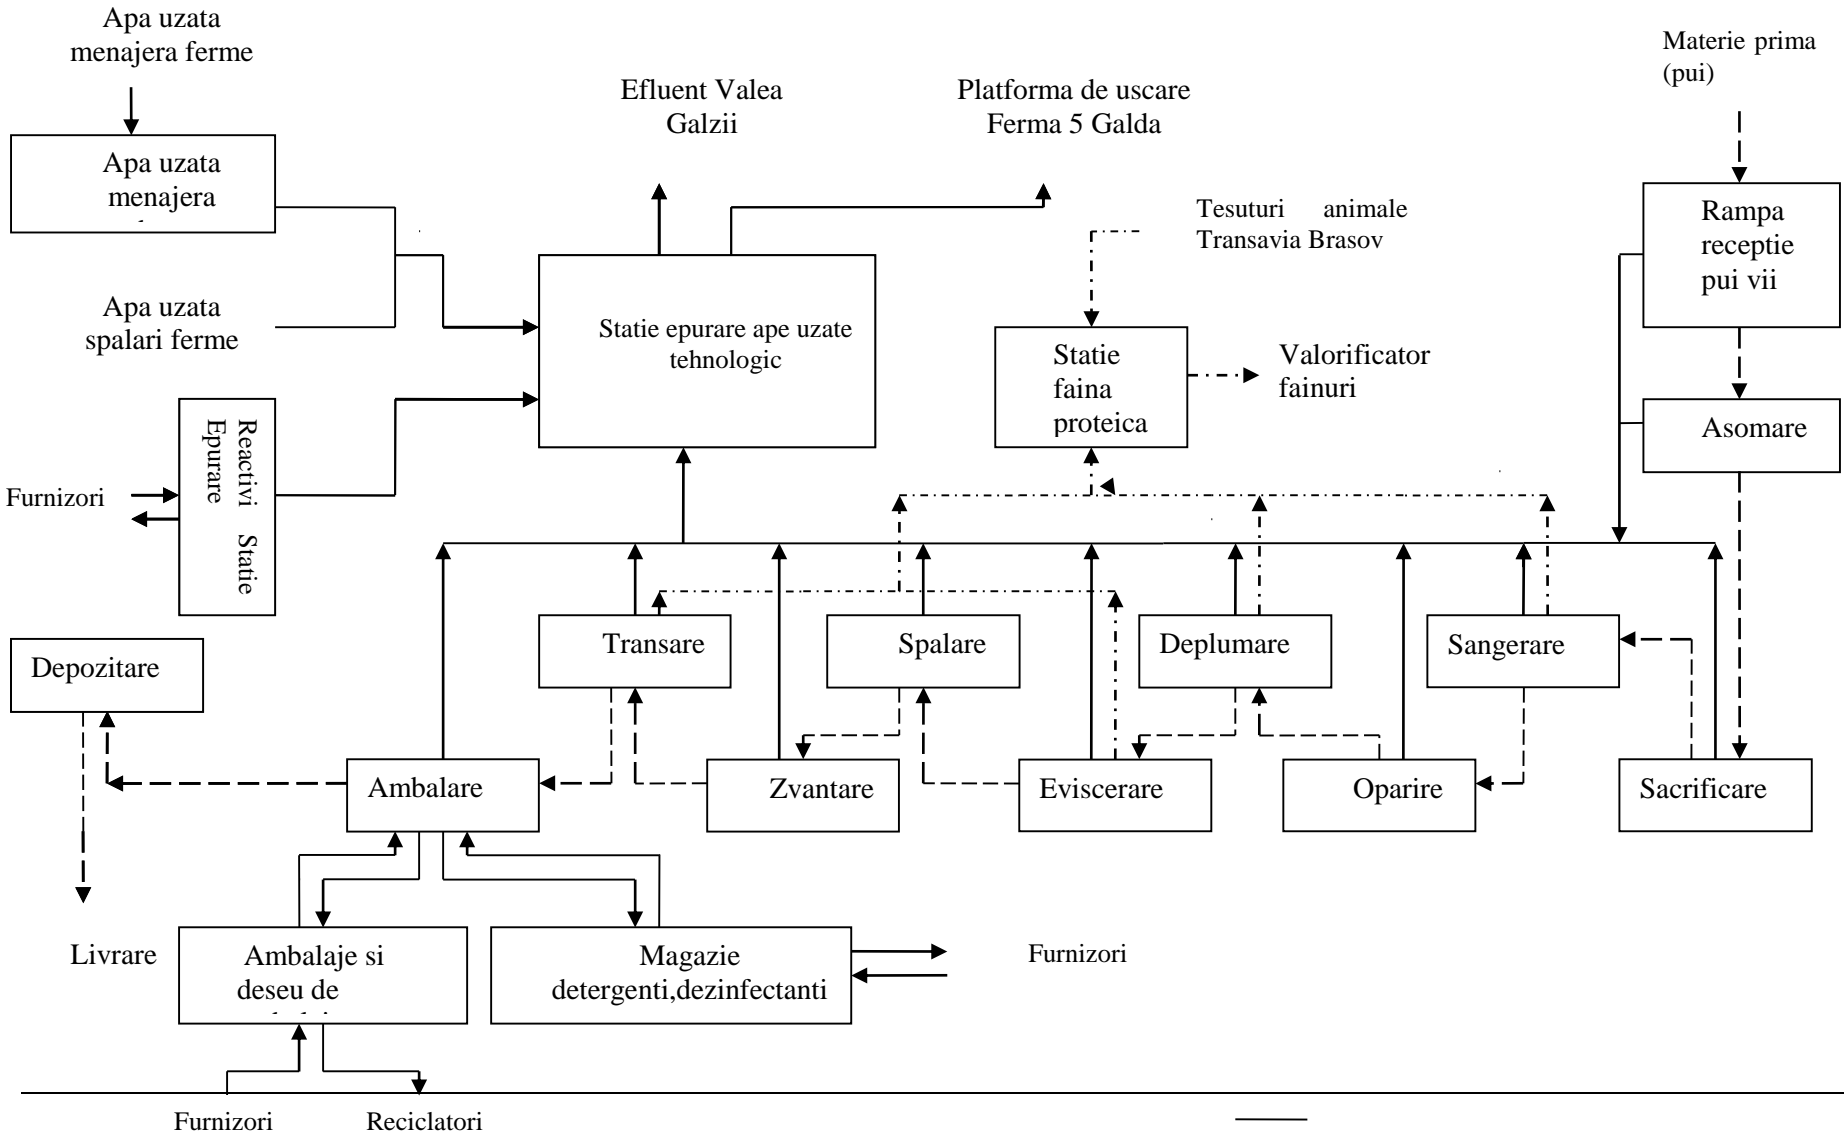 Apa uzata
menajera ferme
Materie prima
(pui)
Efluent Valea
Galzii
Platforma de uscare
Ferma 5 Galda
Apa uzata
menajera
Tesuturi animale
Transavia Brasov
Rampa
receptie
pui vii
Apa uzata
spalari ferme
Statie epurare ape uzate
tehnologic
Statie
faina
proteica
Valorificator
fainuri
Asomare
Reactivi Statie
Epurare
Furnizori
Depozitare
Transare
Spalare
Deplumare
Sangerare
Ambalare
Zvantare
Eviscerare
Oparire
Sacrificare
Livrare
Ambalaje si
deseu de
Magazie
detergenti,dezinfectanti
Furnizori
Furnizori
Reciclatori